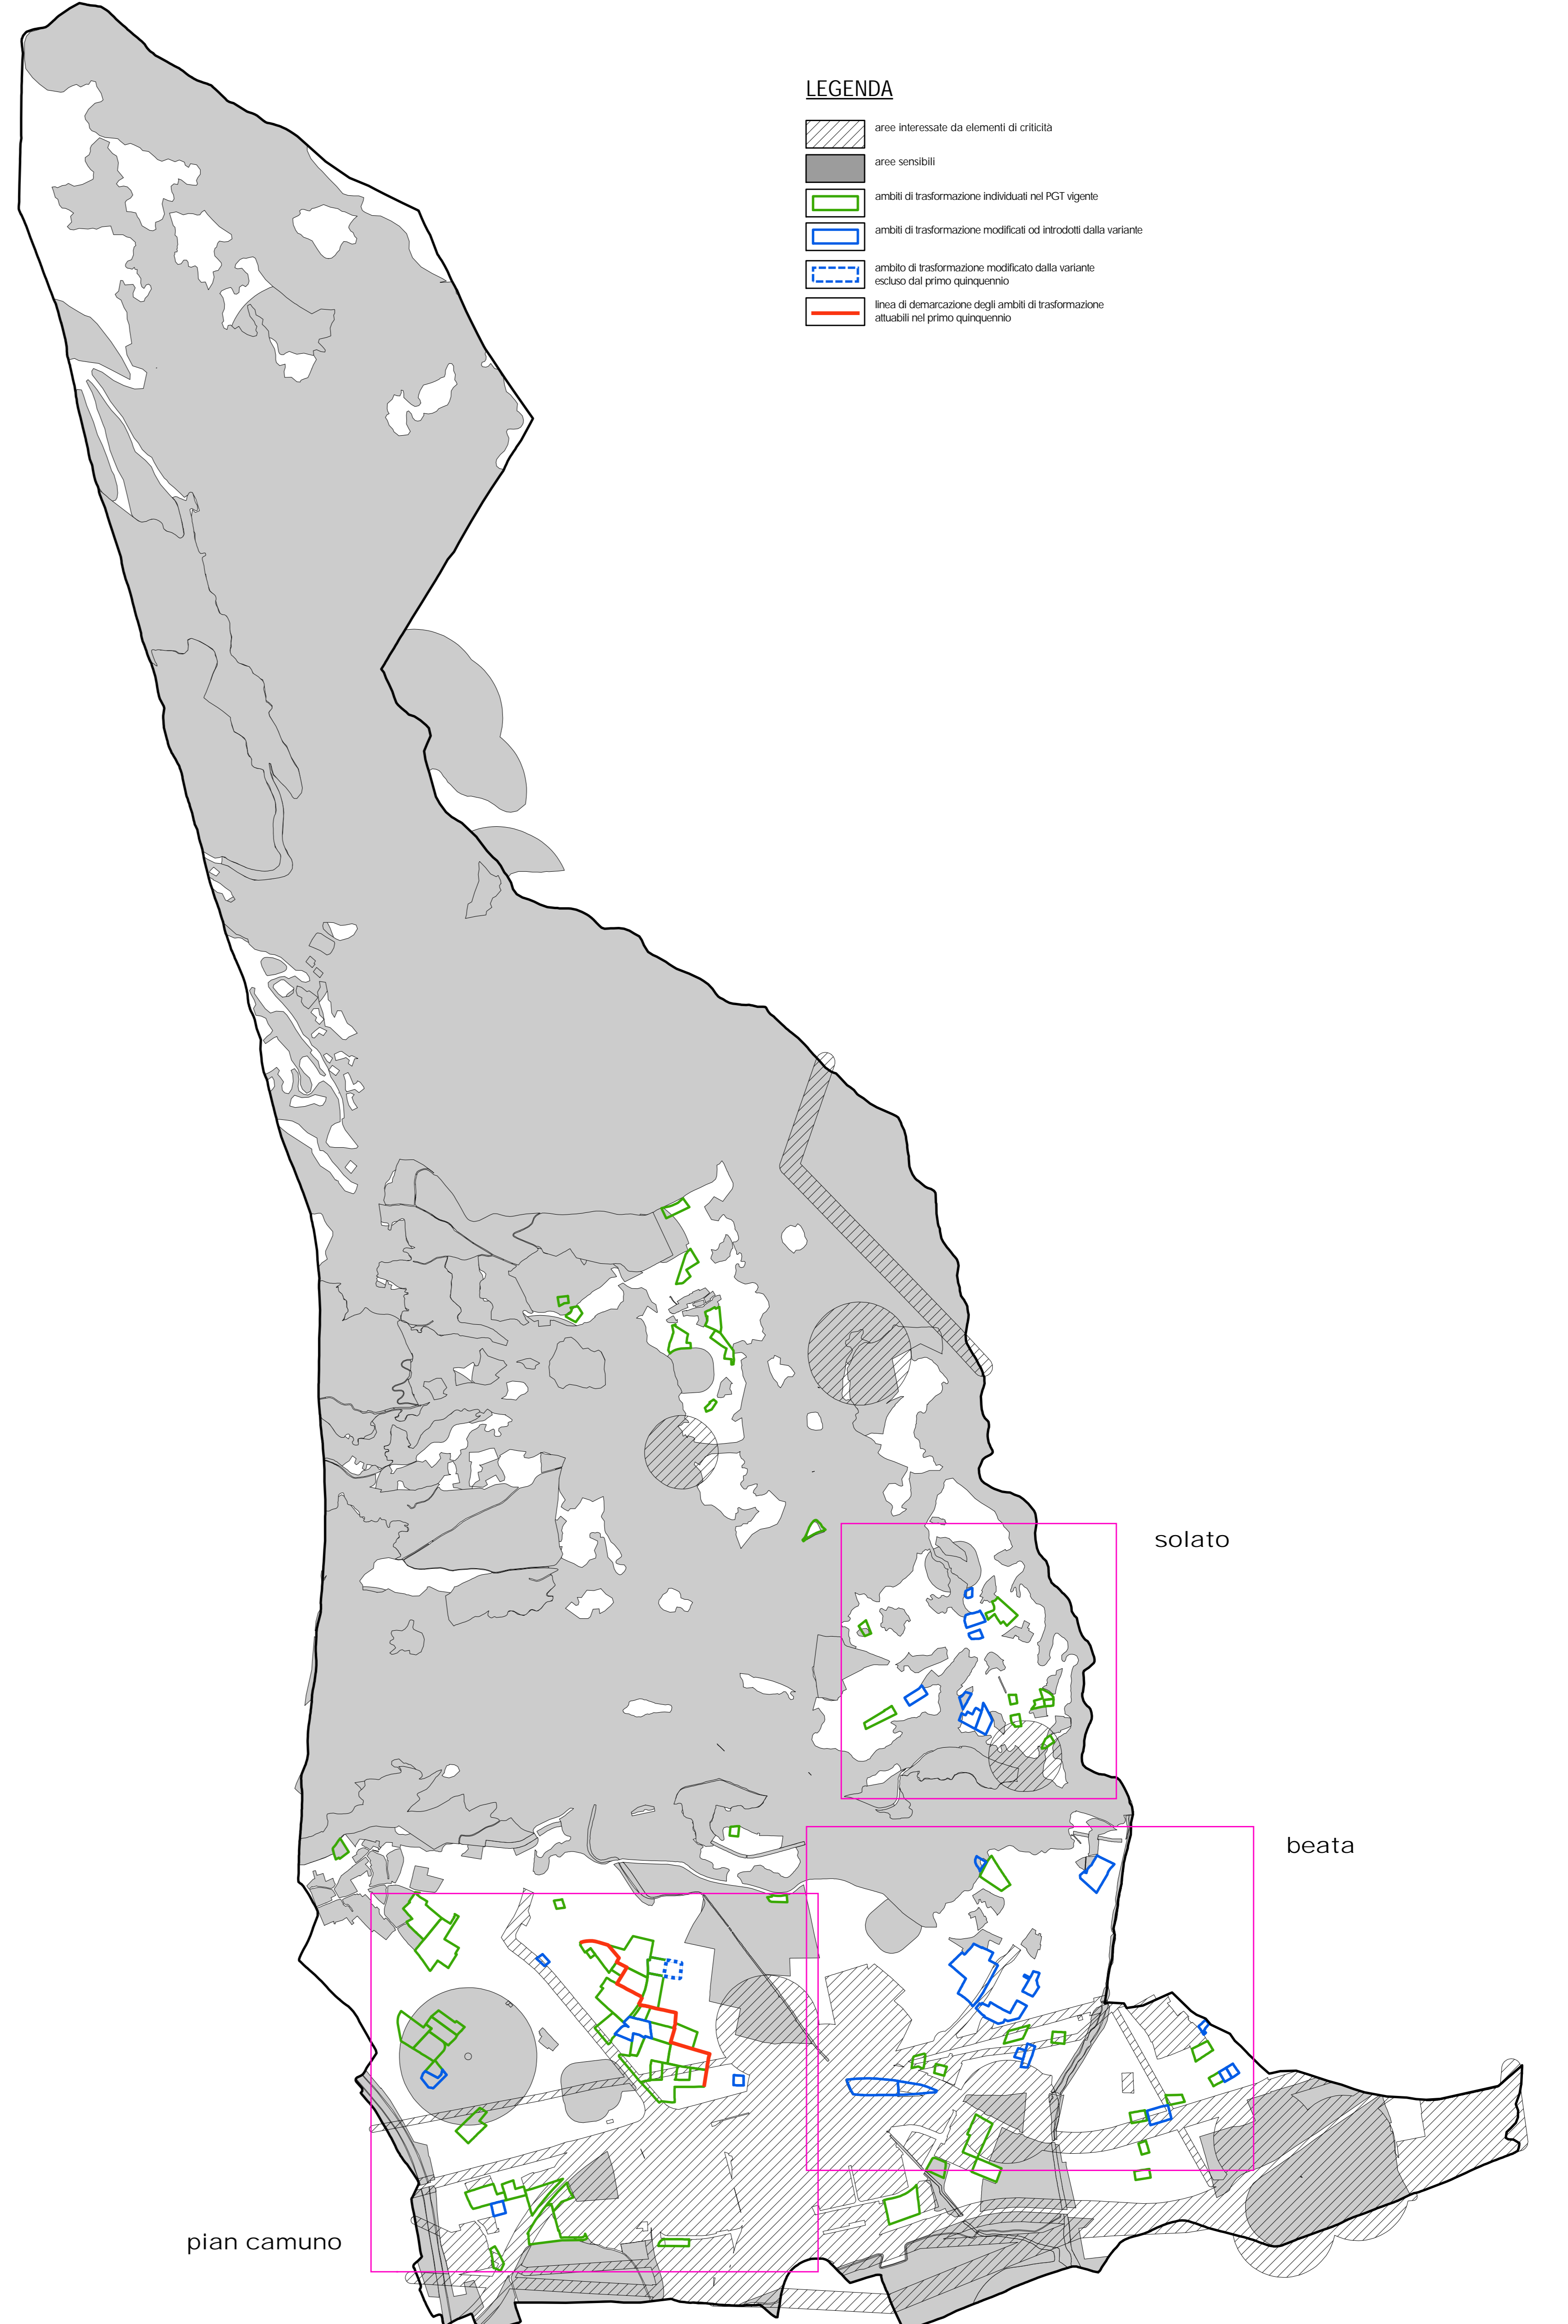 LEGENDA
aree interessate da elementi di criticità
aree sensibili
ambiti di trasformazione individuati nel PGT vigente
ambiti di trasformazione modificati od introdotti dalla variante
ambito di trasformazione modificato dalla variante
escluso dal primo quinquennio
linea di demarcazione degli ambiti di trasformazione
attuabili nel primo quinquennio
solato
beata
pian camuno